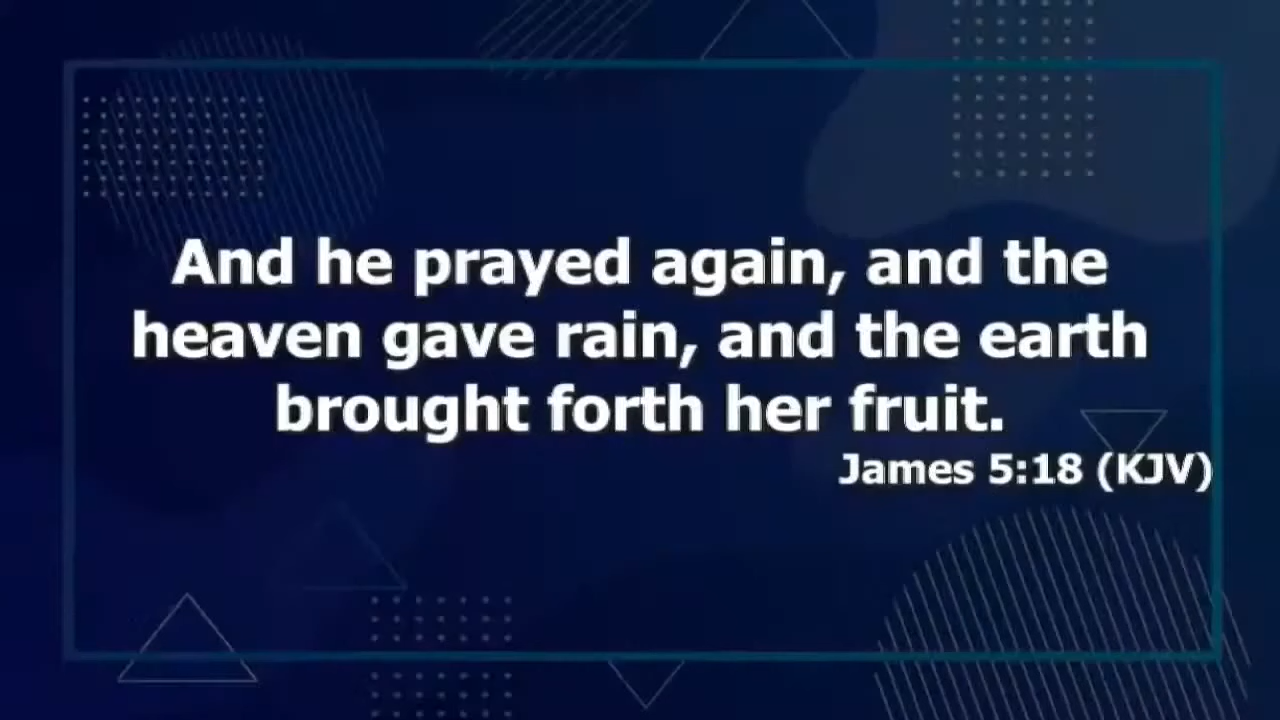 And he prayed again, and the
heaven gave rain, and the earth
brought forth her fruit.
James 5:18 (KJV)